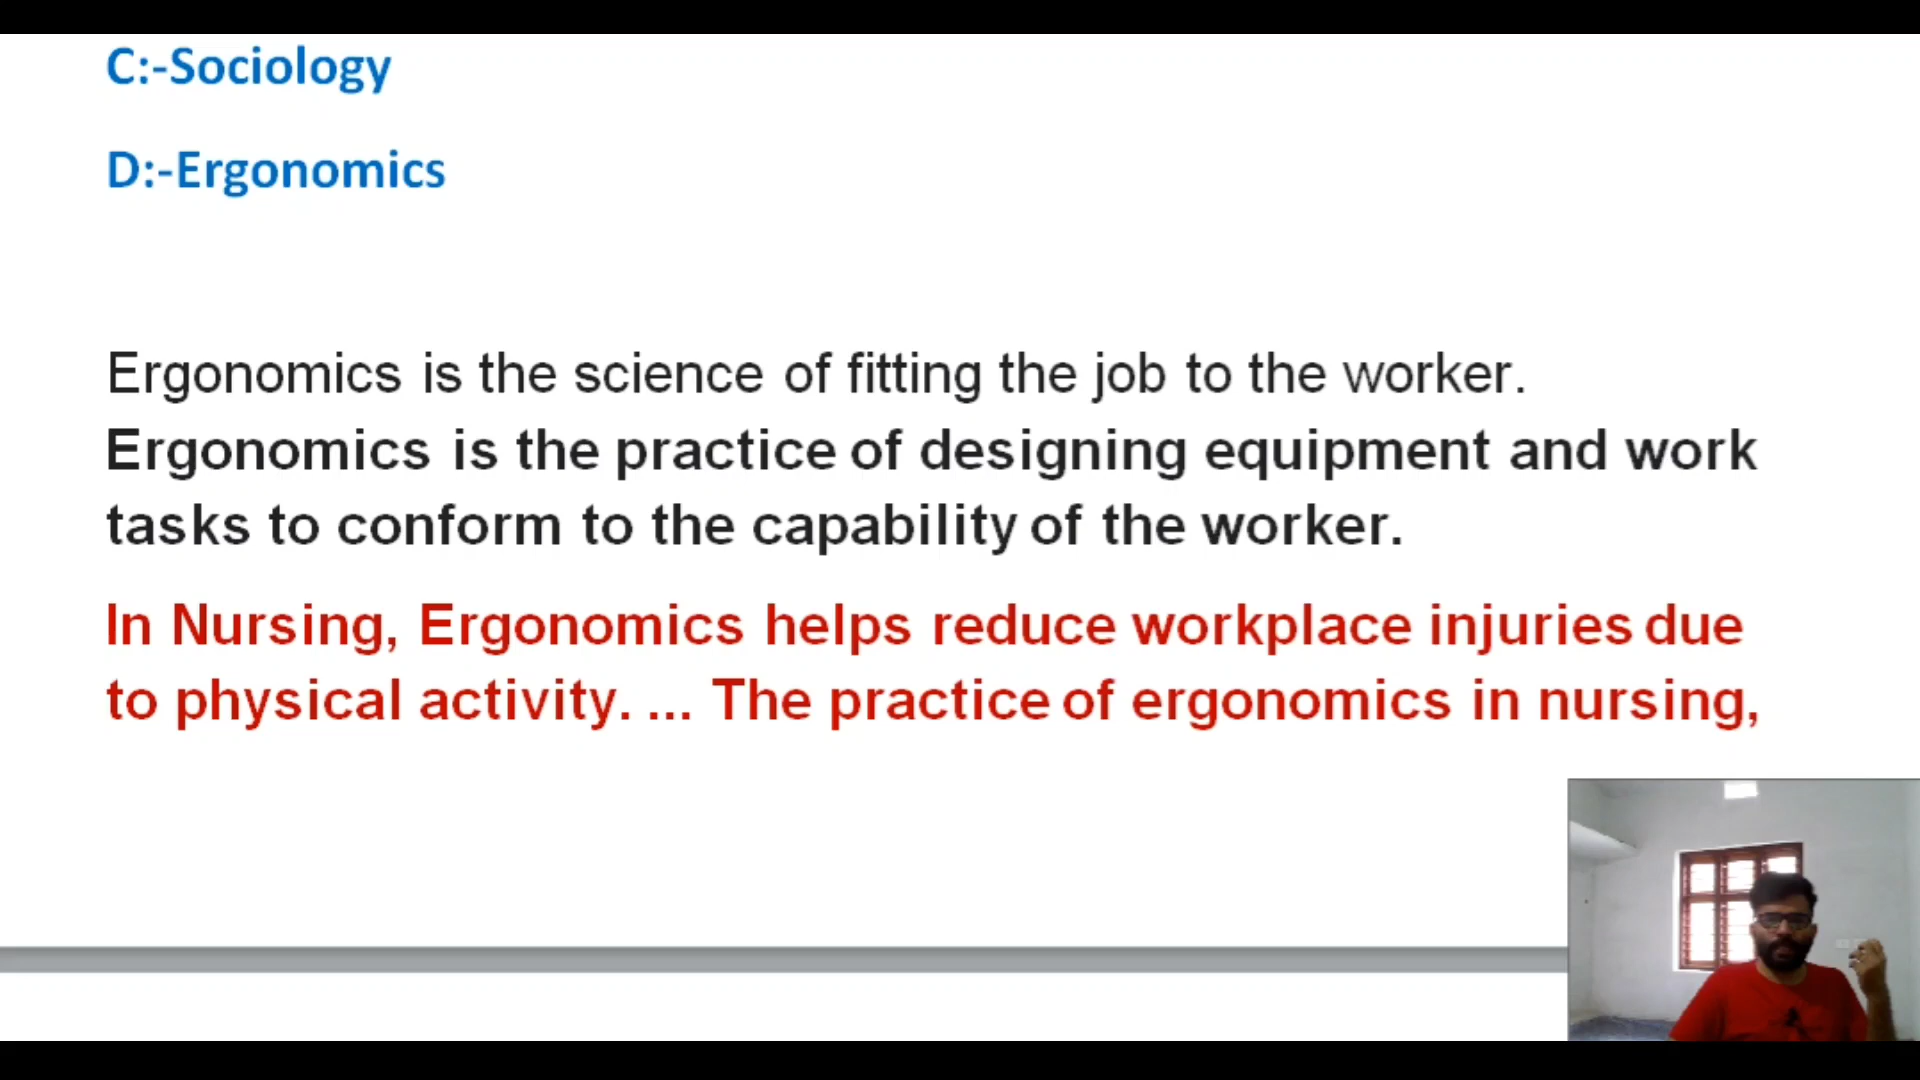 C:-Sociology
D:-Ergonomics
Ergonomics is the science of fitting the job to the worker.
Ergonomics is the practice of designing equipment and work
tasks to conform to the capability of the worker.
In Nursing, Ergonomics helps reduce workplace injuries due
to physical activity. ... The practice of ergonomics in nursing,